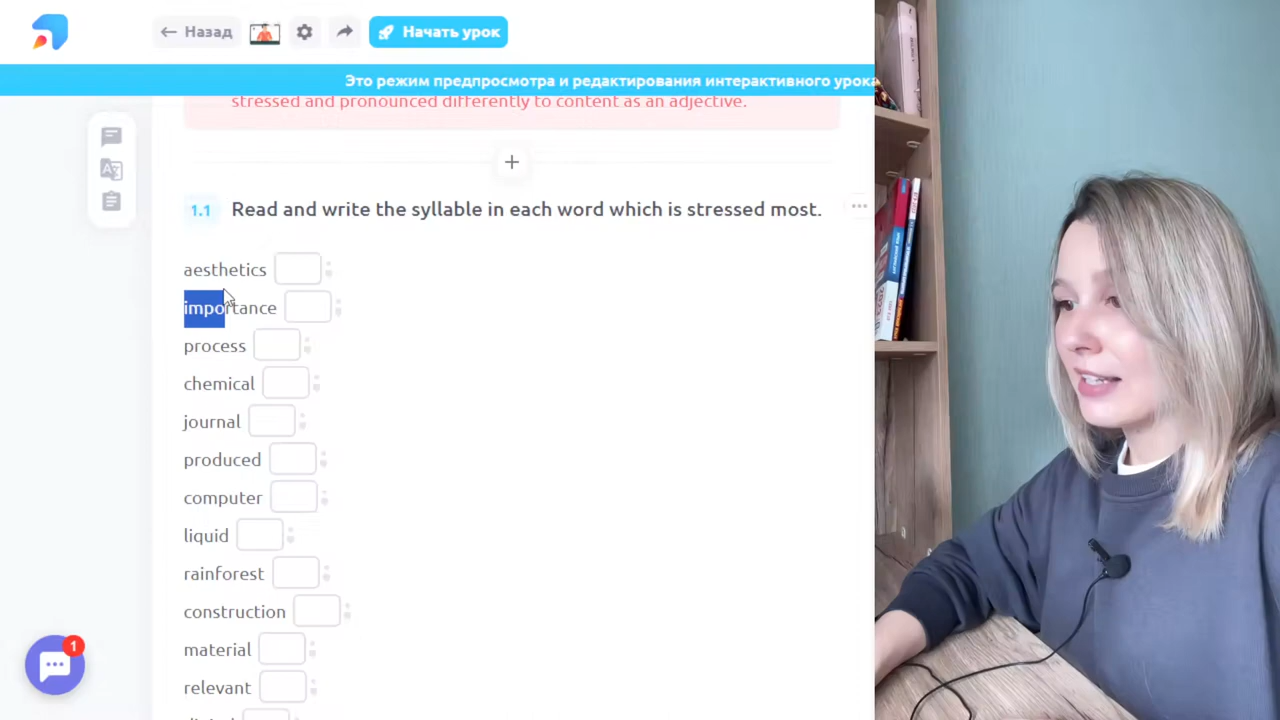 Назад
Начать урок
Это режим предпросмотра и редактирования интерактивного урока
stressed and pronounced differently to content as an adjective.
+
1.1 Read and write the syllable in each word which is stressed most.
aesthetics
importance
process
chemical
journal
produced
computer
liquid
rainforest
construction
material
relevant
1